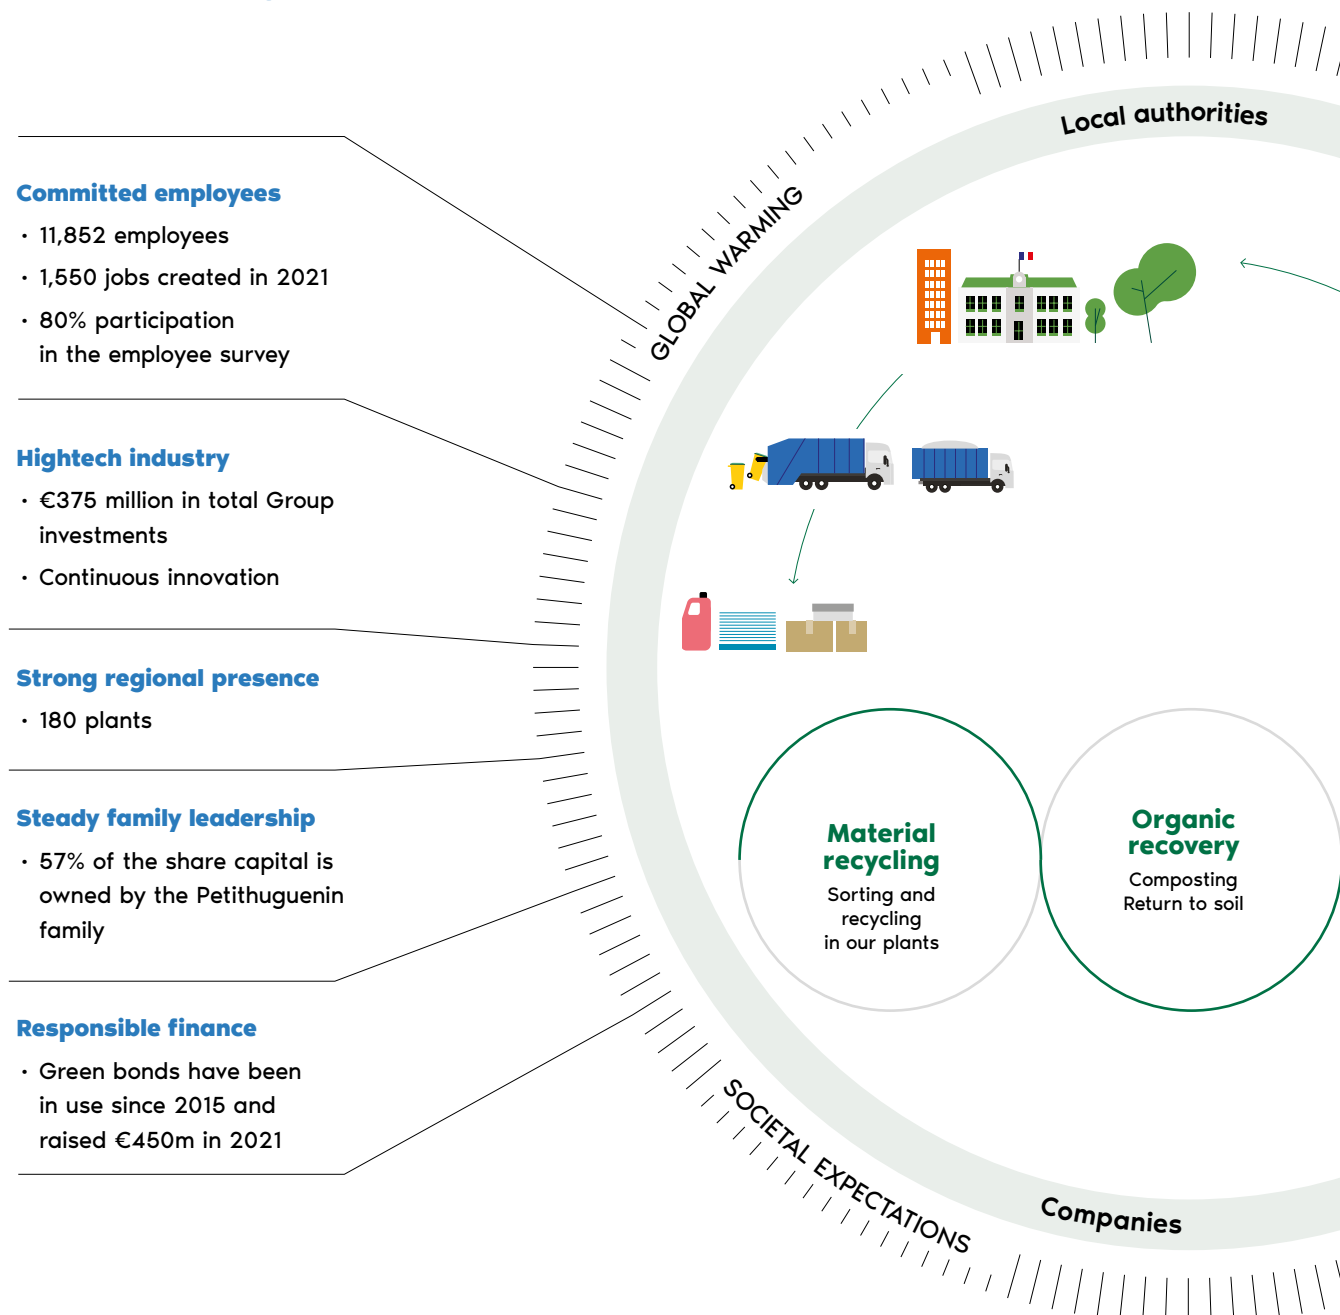 Committed employees
• 11,852 employees
• 1,550 jobs created in 2021
• 80% participation
in the employee survey
Hightech industry
• €375 million in total Group
investments
• Continuous innovation
Strong regional presence
• 180 plants
Steady family leadership
• 57% of the share capital is
owned by the Petithuguenin
family
Responsible finance
• Green bonds have been
in use since 2015 and
raised €450m in 2021
GLOBAL WARMING
SOCIETAL EXPECTATIONS
Local authorities
Material
recycling
Sorting and
recycling
in our plants
Organic
recovery
Composting
Return to soil
Companies